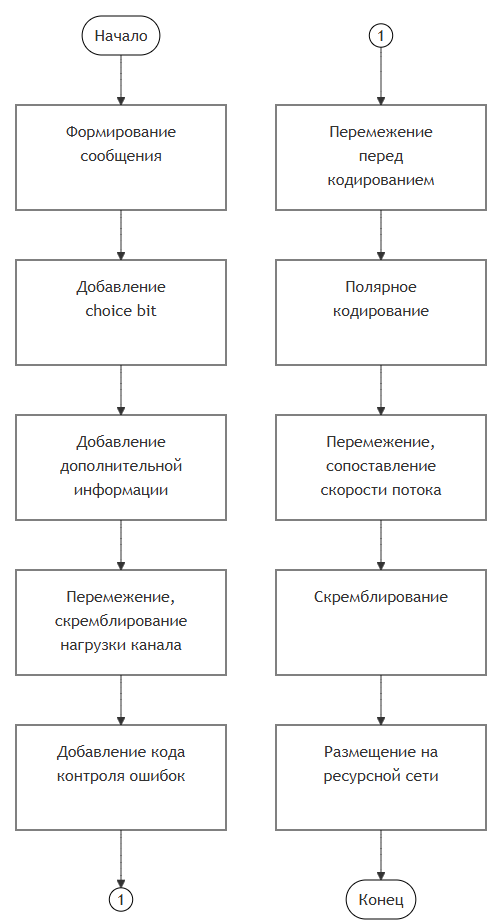 Начало
Формирование
сообщения
Добавление
choice bit
Добавление
дополнительной
информации
Перемежение,
скремблирование
нагрузки канала
Добавление кода
контроля ошибок
1
1
Перемежение
перед
кодированием
Полярное
кодирование
Перемежение,
сопоставление
скорости потока
Скремблирование
Размещение на
ресурсной сети
Конец